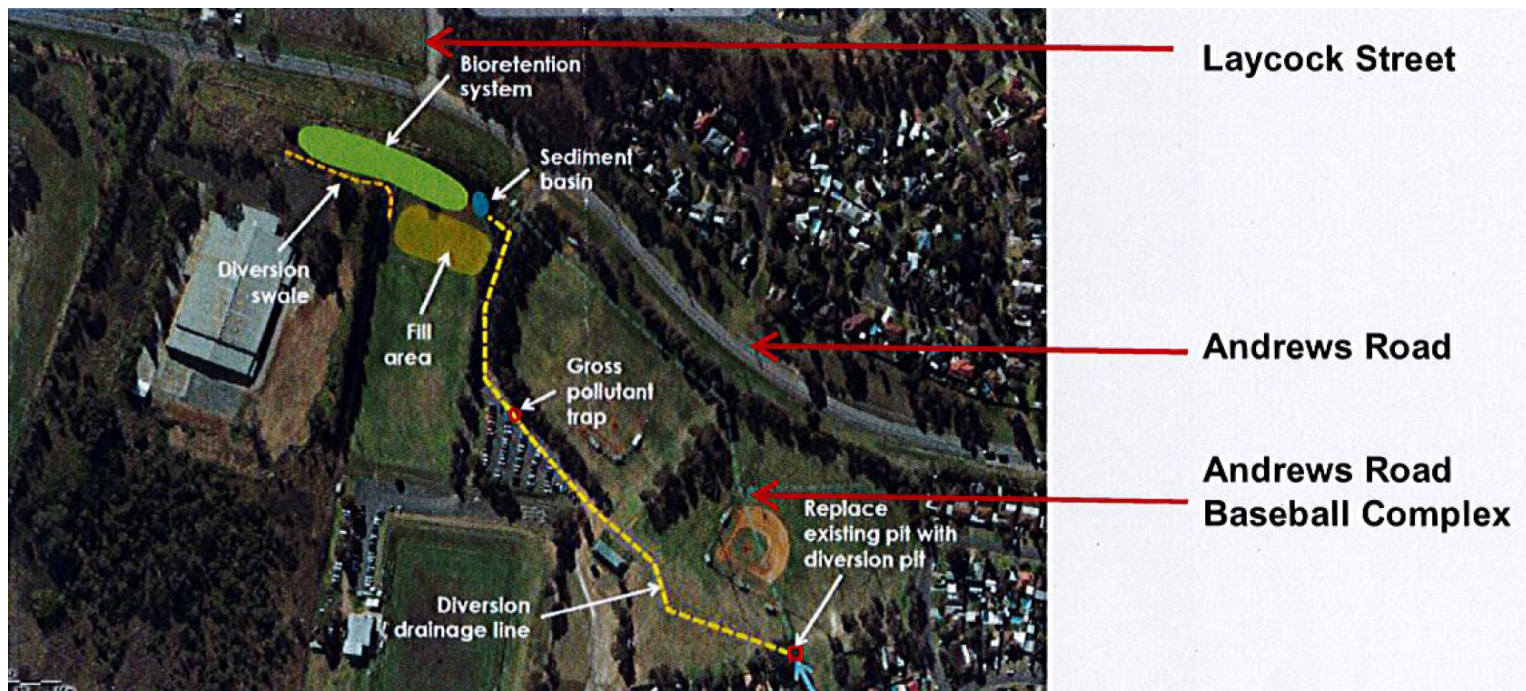 Laycock Street
Bioretention
system
Sediment
basin
Diversion
swale
Fill
area
Andrews Road
Gross
pollutant
trap
Andrews Road
Baseball Complex
Replace
existing pit with
diversion pit
Diversion
drainage line